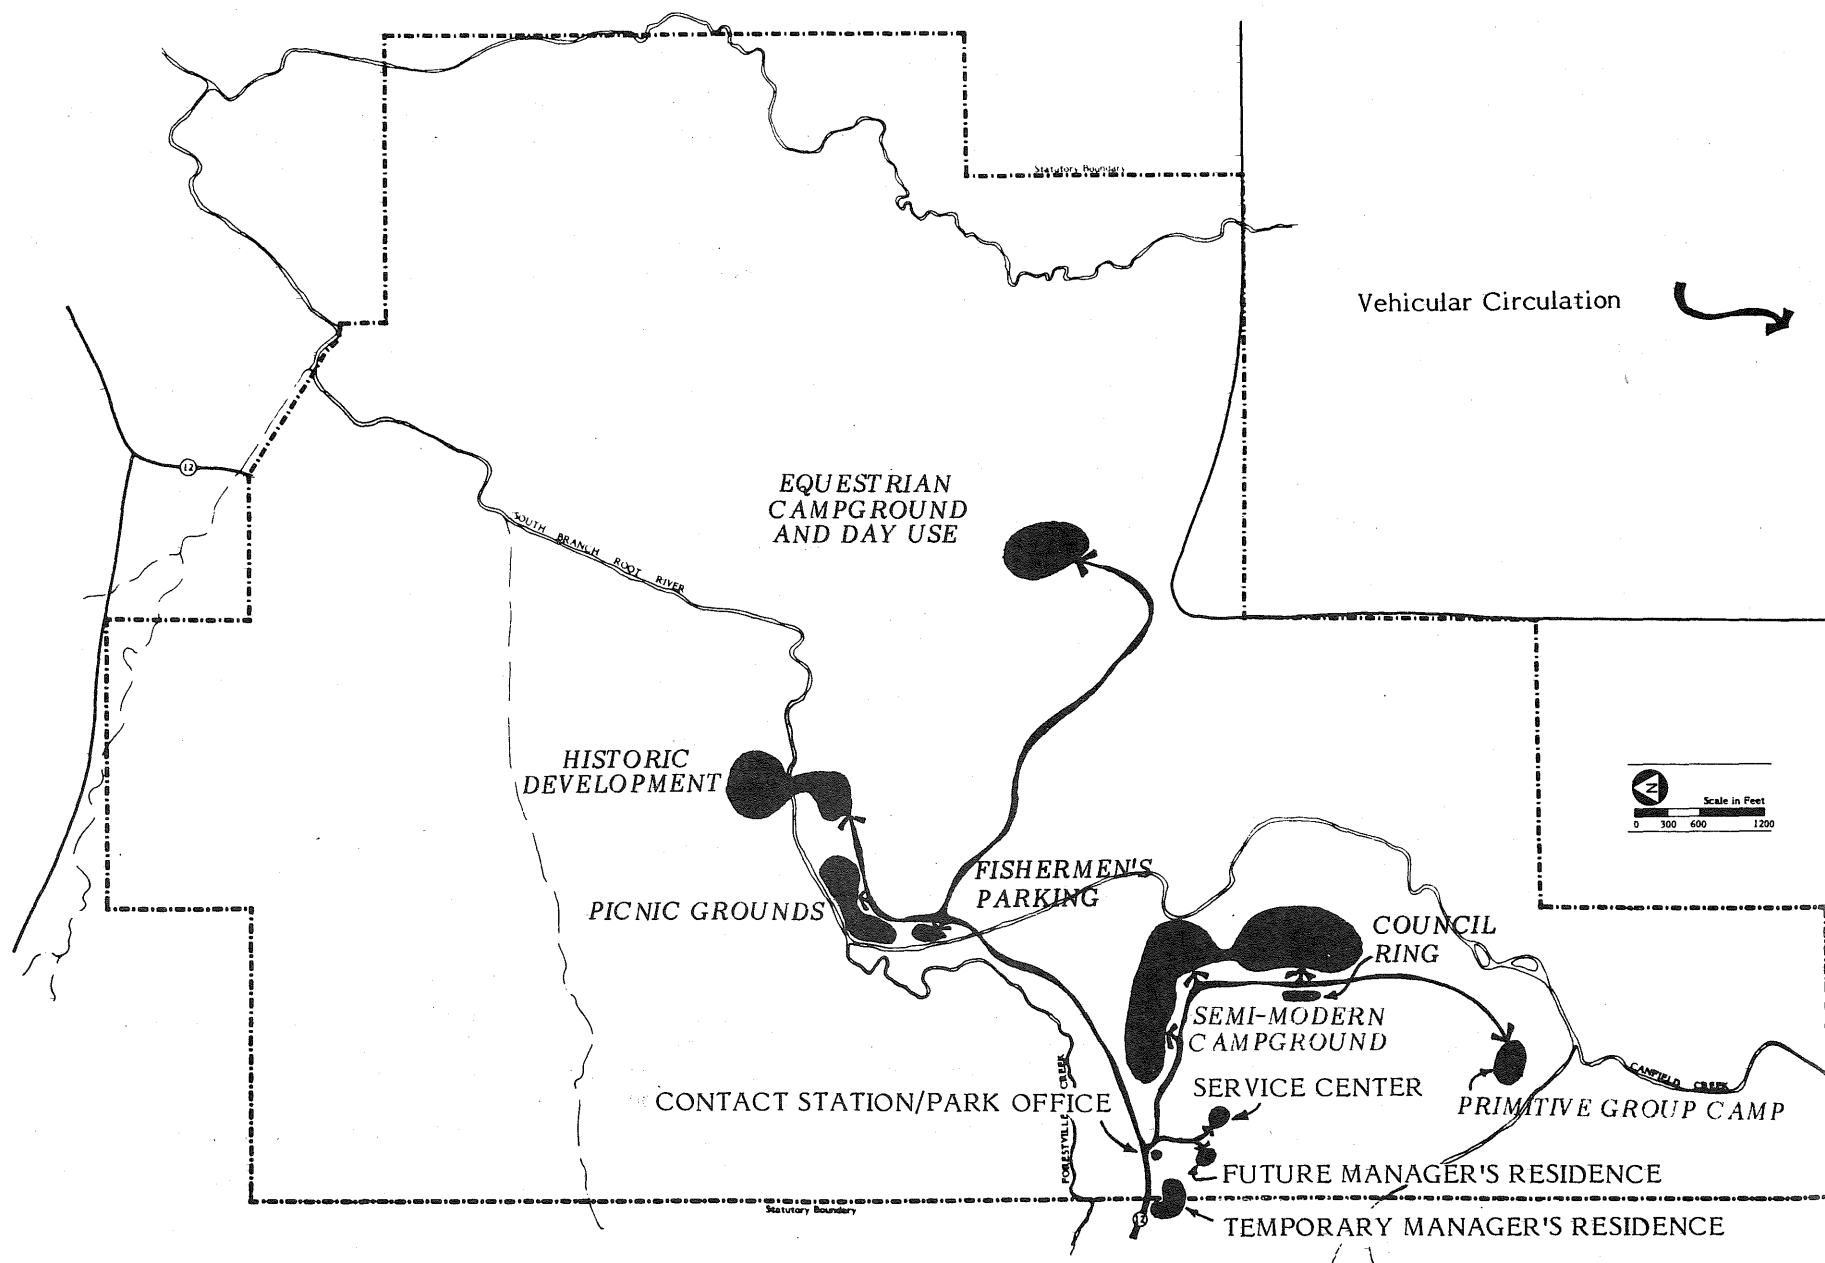 Statutory Boundary
Vehicular Circulation
12
EQUESTRIAN
CAMPGROUND
AND DAY USE
SOUTH BRANCH ROOT RIVER
HISTORIC
DEVELOPMENT
N
Scale in Feet
0 300 600 1200
FISHERMEN'S
PARKING
PICNIC GROUNDS
COUNCIL
RING
SEMI-MODERN
CAMPGROUND
FORESTVILLE CREEK
CANFIELD CREEK
SERVICE CENTER
CONTACT STATION/PARK OFFICE
PRIMITIVE GROUP CAMP
FUTURE MANAGER'S RESIDENCE
Statutory Boundary
12
TEMPORARY MANAGER'S RESIDENCE